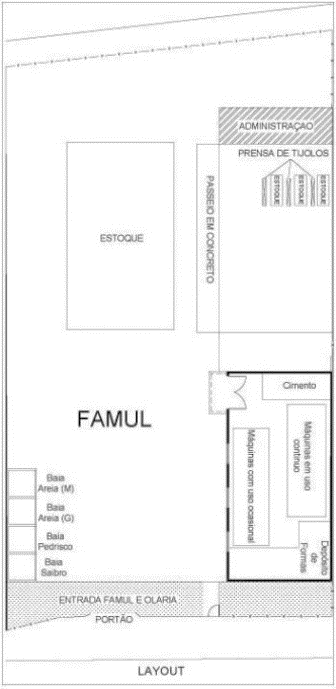 ADMINISTRAÇÃO
PRENSA DE TIJOLOS
ESTOQUE
ESTOQUE
ESTOQUE
PASSEIO EM CONCRETO
ESTOQUE
Cimento
Máquinas em uso
contínuo
Máquinas com uso ocasional
Depósito
de
Formas
FAMUL
Baia
Areia (M)
Baia
Areia (G)
Baia
Pedrisco
Baia
Saibro
ENTRADA FAMUL E OLARIA
PORTÃO
LAYOUT